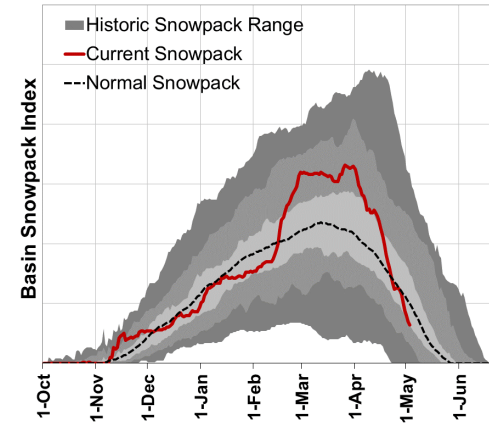 Historic Snowpack Range
Current Snowpack
Normal Snowpack
Basin Snowpack Index
1-Oct
1-Nov
1-Dec
1-Jan
1-Feb
1-Mar
1-Apr
1-May
1-Jun